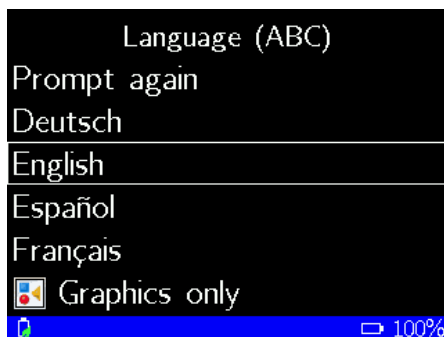 Language (ABC)
Prompt again
Deutsch
English
Español
Français
Graphics only
100%